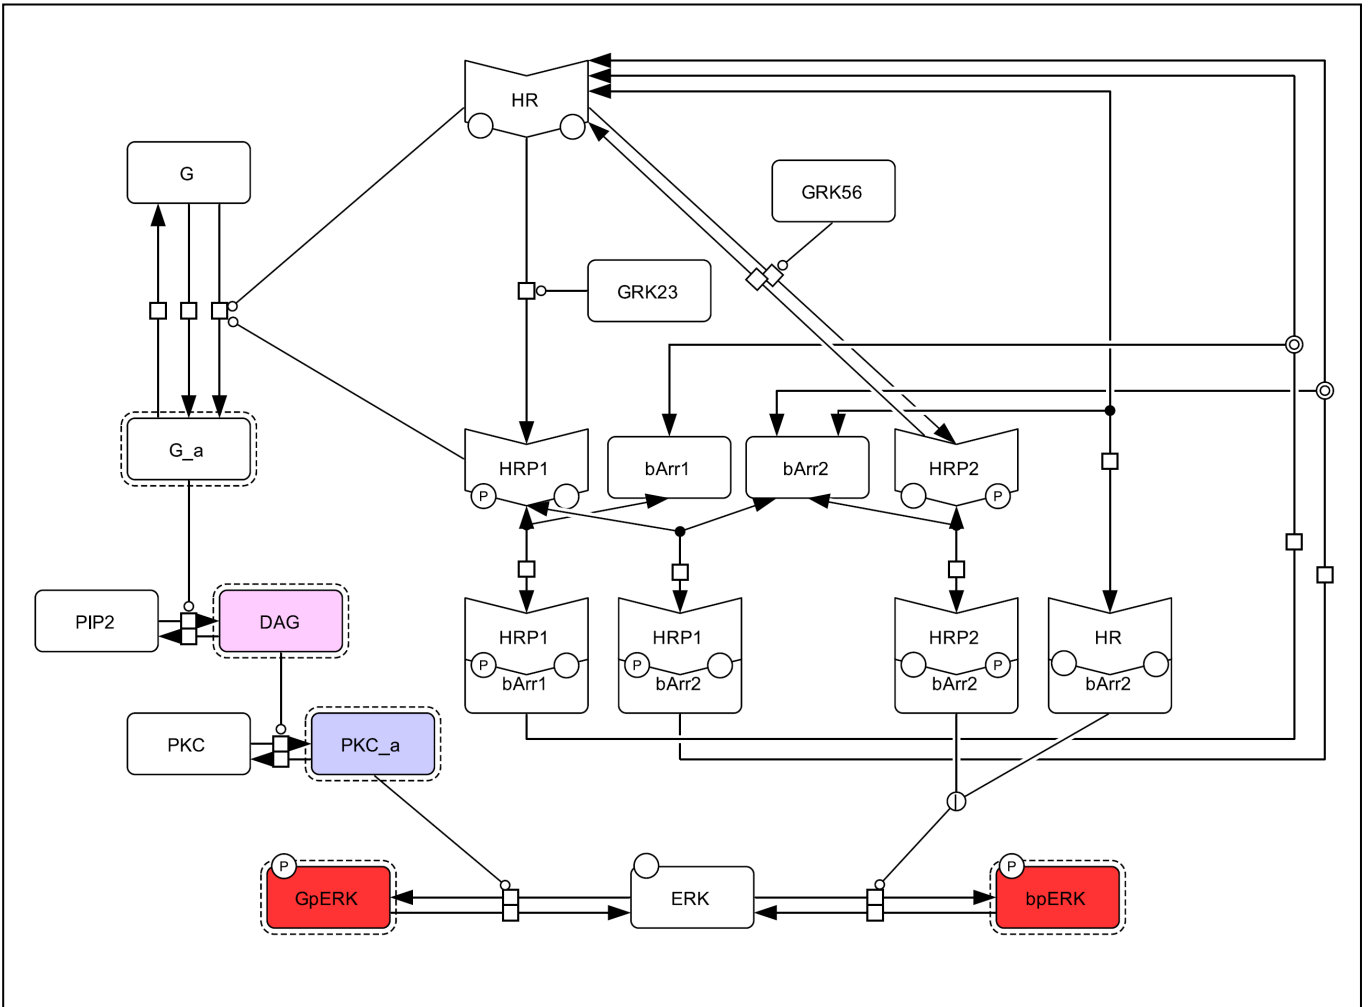 HR
G
GRK56
GRK23
G_a
HRP1
P
bArr1
bArr2
HRP2
P
PIP2
DAG
HRP1
P
bArr1
HRP1
P
bArr2
HRP2
P
bArr2
HR
bArr2
PKC
PKC_a
P
GpERK
ERK
P
bpERK